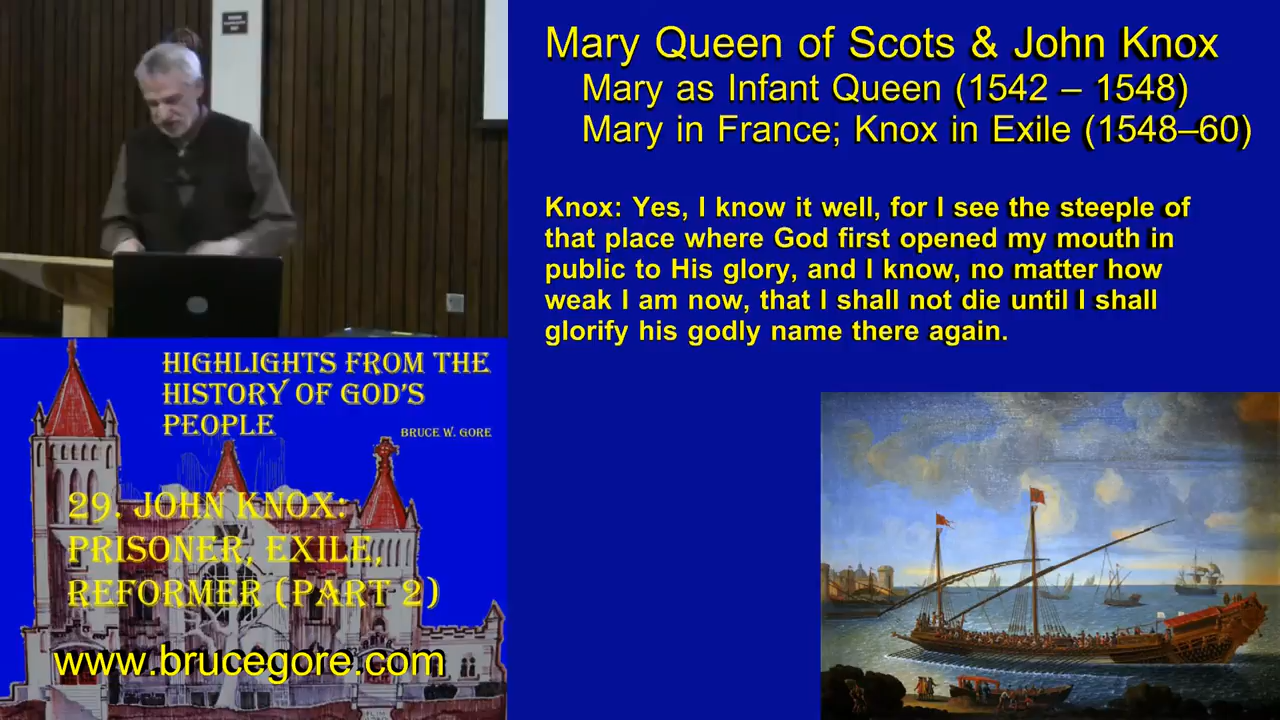 Mary Queen of Scots & John Knox
Mary as Infant Queen (1542 – 1548)
Mary in France; Knox in Exile (1548–60)
Knox: Yes, I know it well, for I see the steeple of
that place where God first opened my mouth in
public to His glory, and I know, no matter how
weak I am now, that I shall not die until I shall
glorify his godly name there again.
HIGHLIGHTS FROM THE
HISTORY OF GOD'S
PEOPLE
BRUCE W. GORE
29. JOHN KNOX:
PRISONER, EXILE,
REFORMER (PART 2)
www.brucegore.com